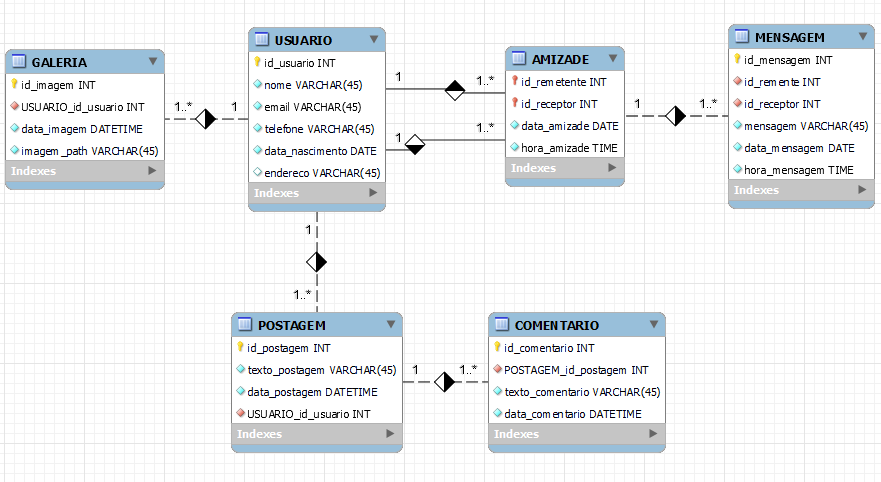 GALERIA
id_imagem INT
USUARIO_id_usuario INT
data_imagem DATETIME
imagem_path VARCHAR(45)
Indexes
1..*
1
USUARIO
id_usuario INT
nome VARCHAR(45)
email VARCHAR(45)
telefone VARCHAR(45)
data_nascimento DATE
endereco VARCHAR(45)
Indexes
1
1..*
1
1..*
AMIZADE
id_remetente INT
id_receptor INT
data_amizade DATE
hora_amizade TIME
Indexes
1
1..*
MENSAGEM
id_mensagem INT
id_remente INT
id_receptor INT
mensagem VARCHAR(45)
data_mensagem DATE
hora_mensagem TIME
Indexes
1
1..*
POSTAGEM
id_postagem INT
texto_postagem VARCHAR(45)
data_postagem DATETIME
USUARIO_id_usuario INT
Indexes
1
1..*
COMENTARIO
id_comentario INT
POSTAGEM_id_postagem INT
texto_comentario VARCHAR(45)
data_comentario DATETIME
Indexes